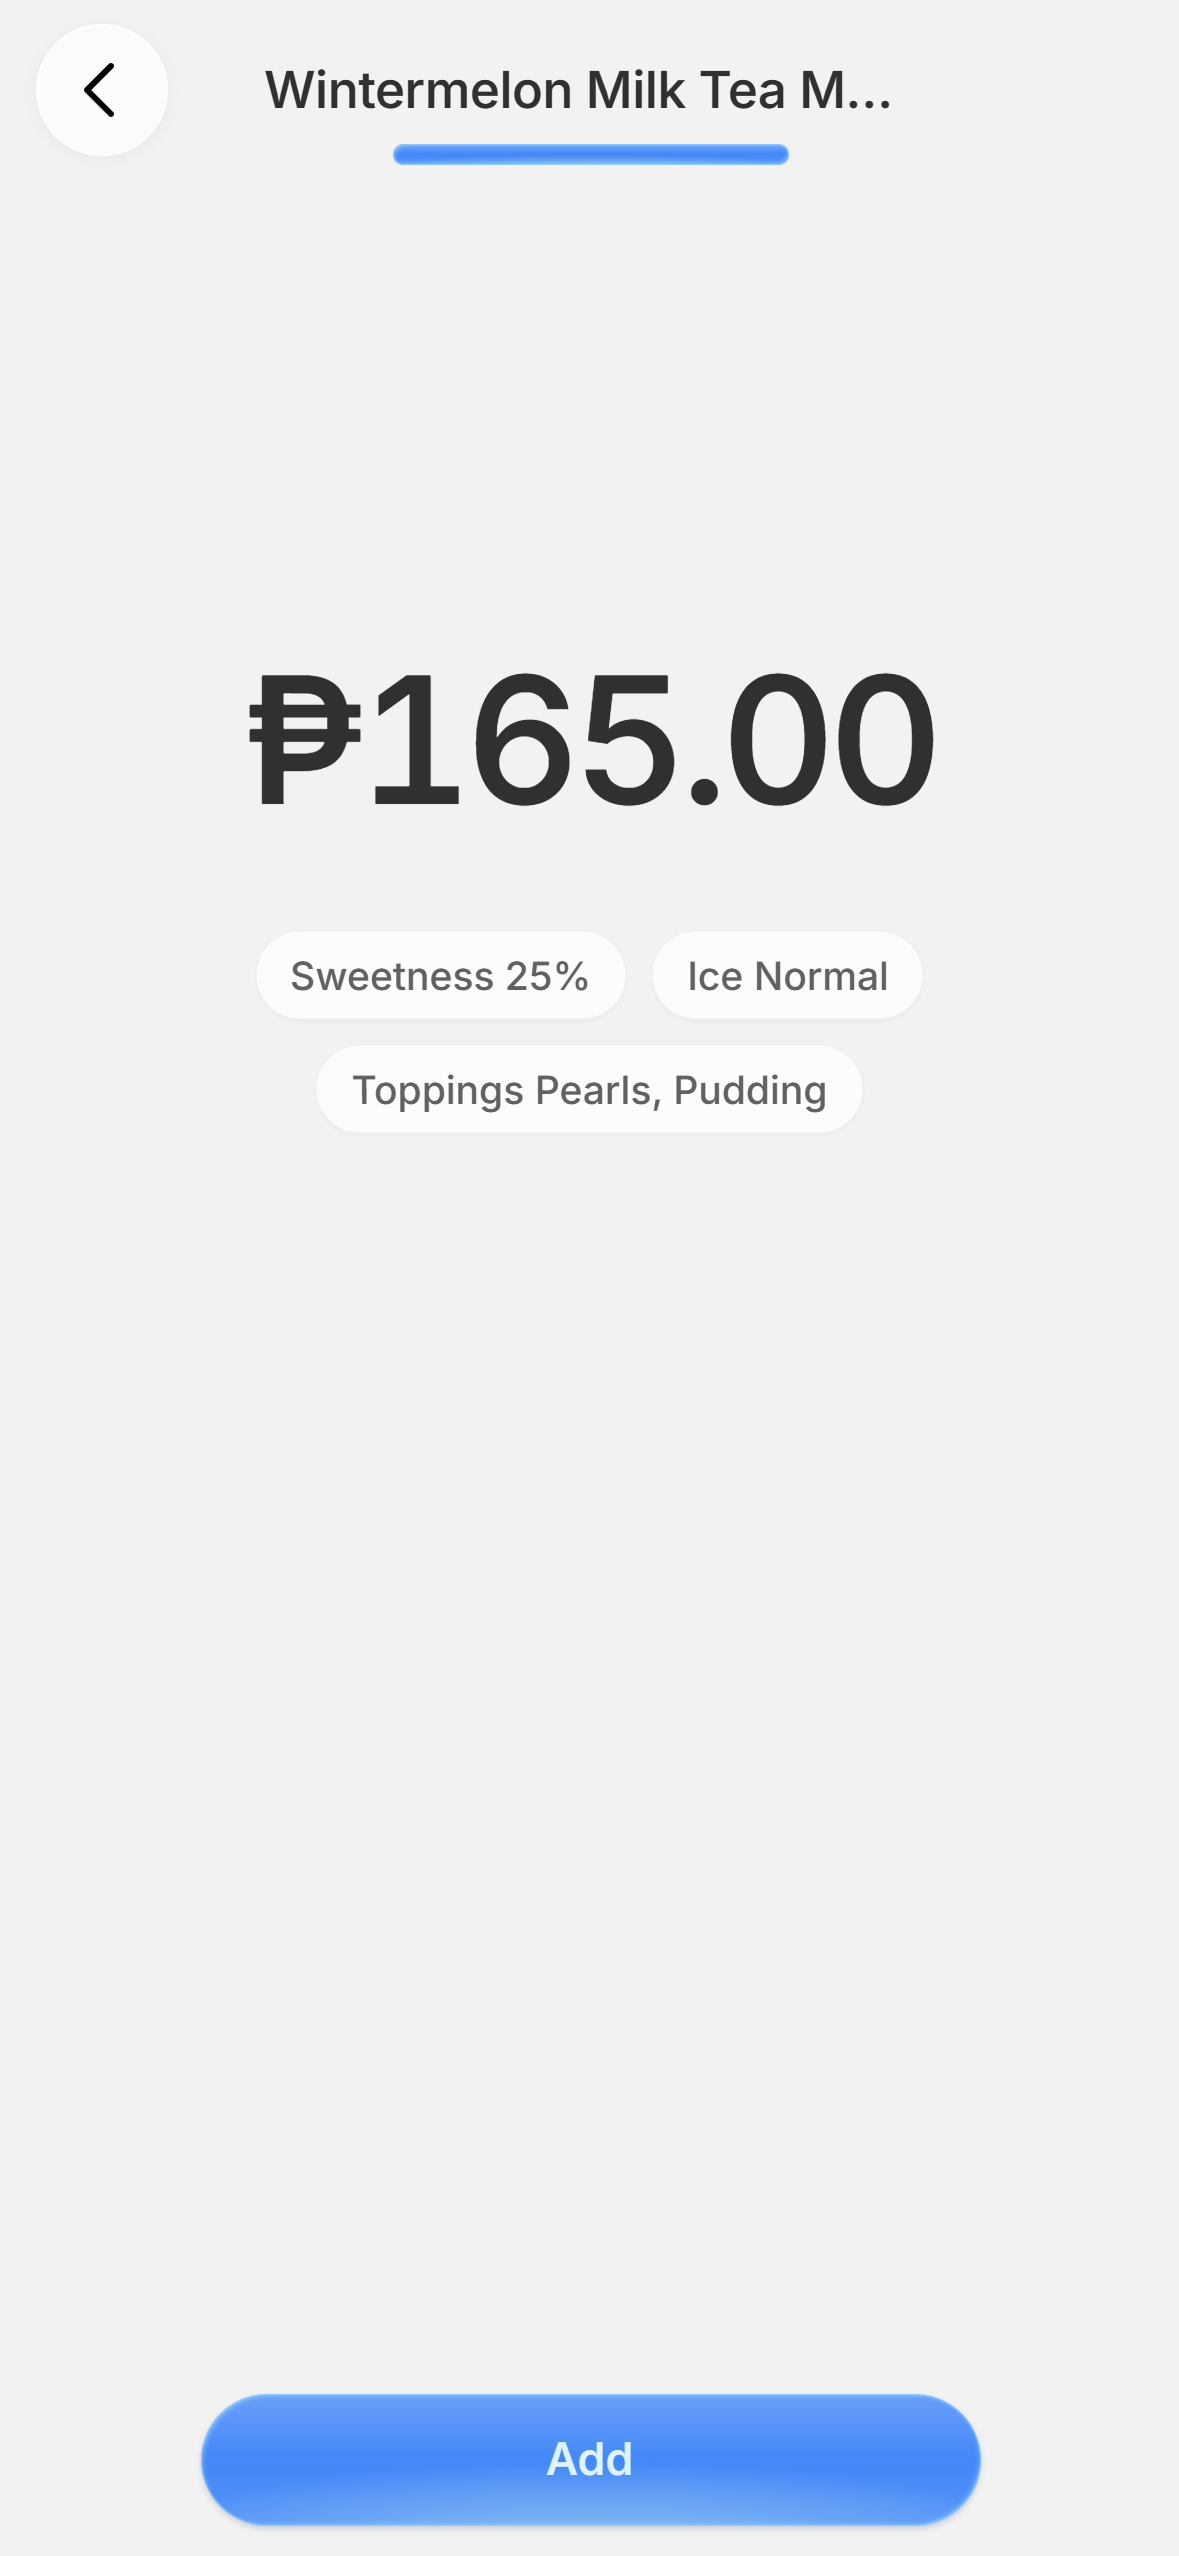 Wintermelon Milk Tea M...
₱165.00
Sweetness 25%
Ice Normal
Toppings Pearls, Pudding
Add